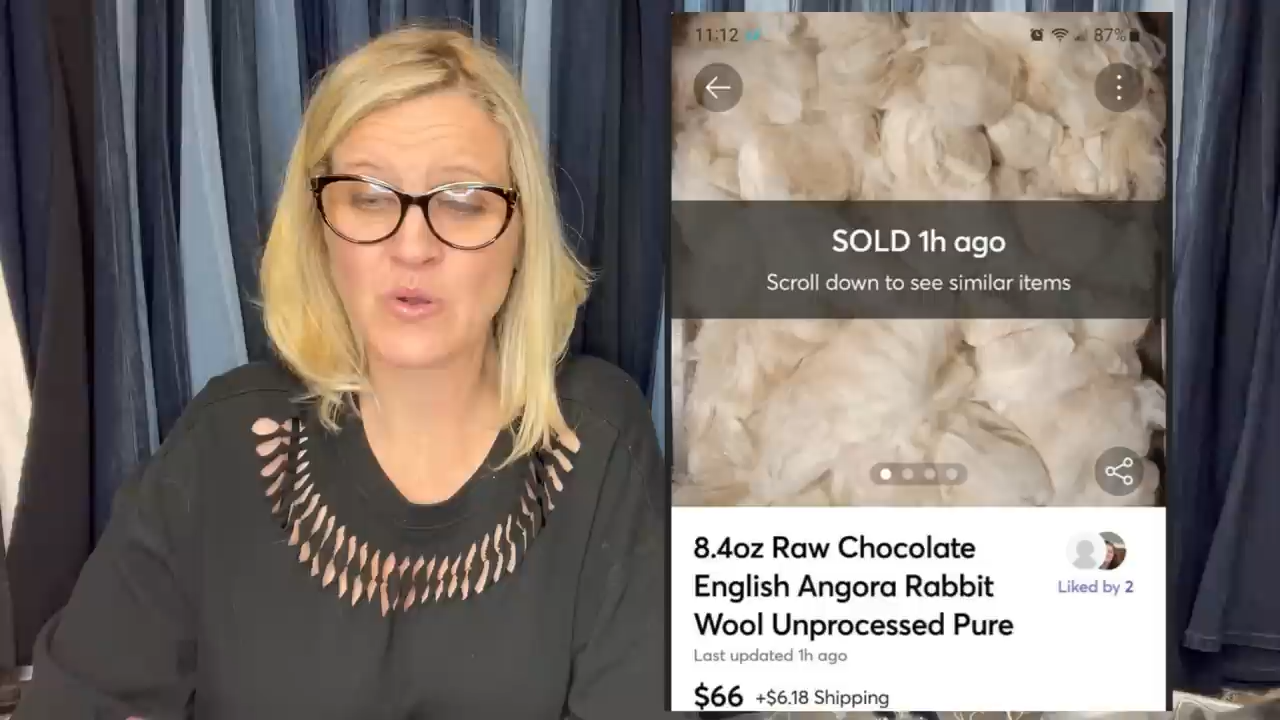 11:12
87%
SOLD 1h ago
Scroll down to see similar items
8.4oz Raw Chocolate
English Angora Rabbit
Wool Unprocessed Pure
Liked by 2
Last updated 1h ago
$66 +$6.18 Shipping